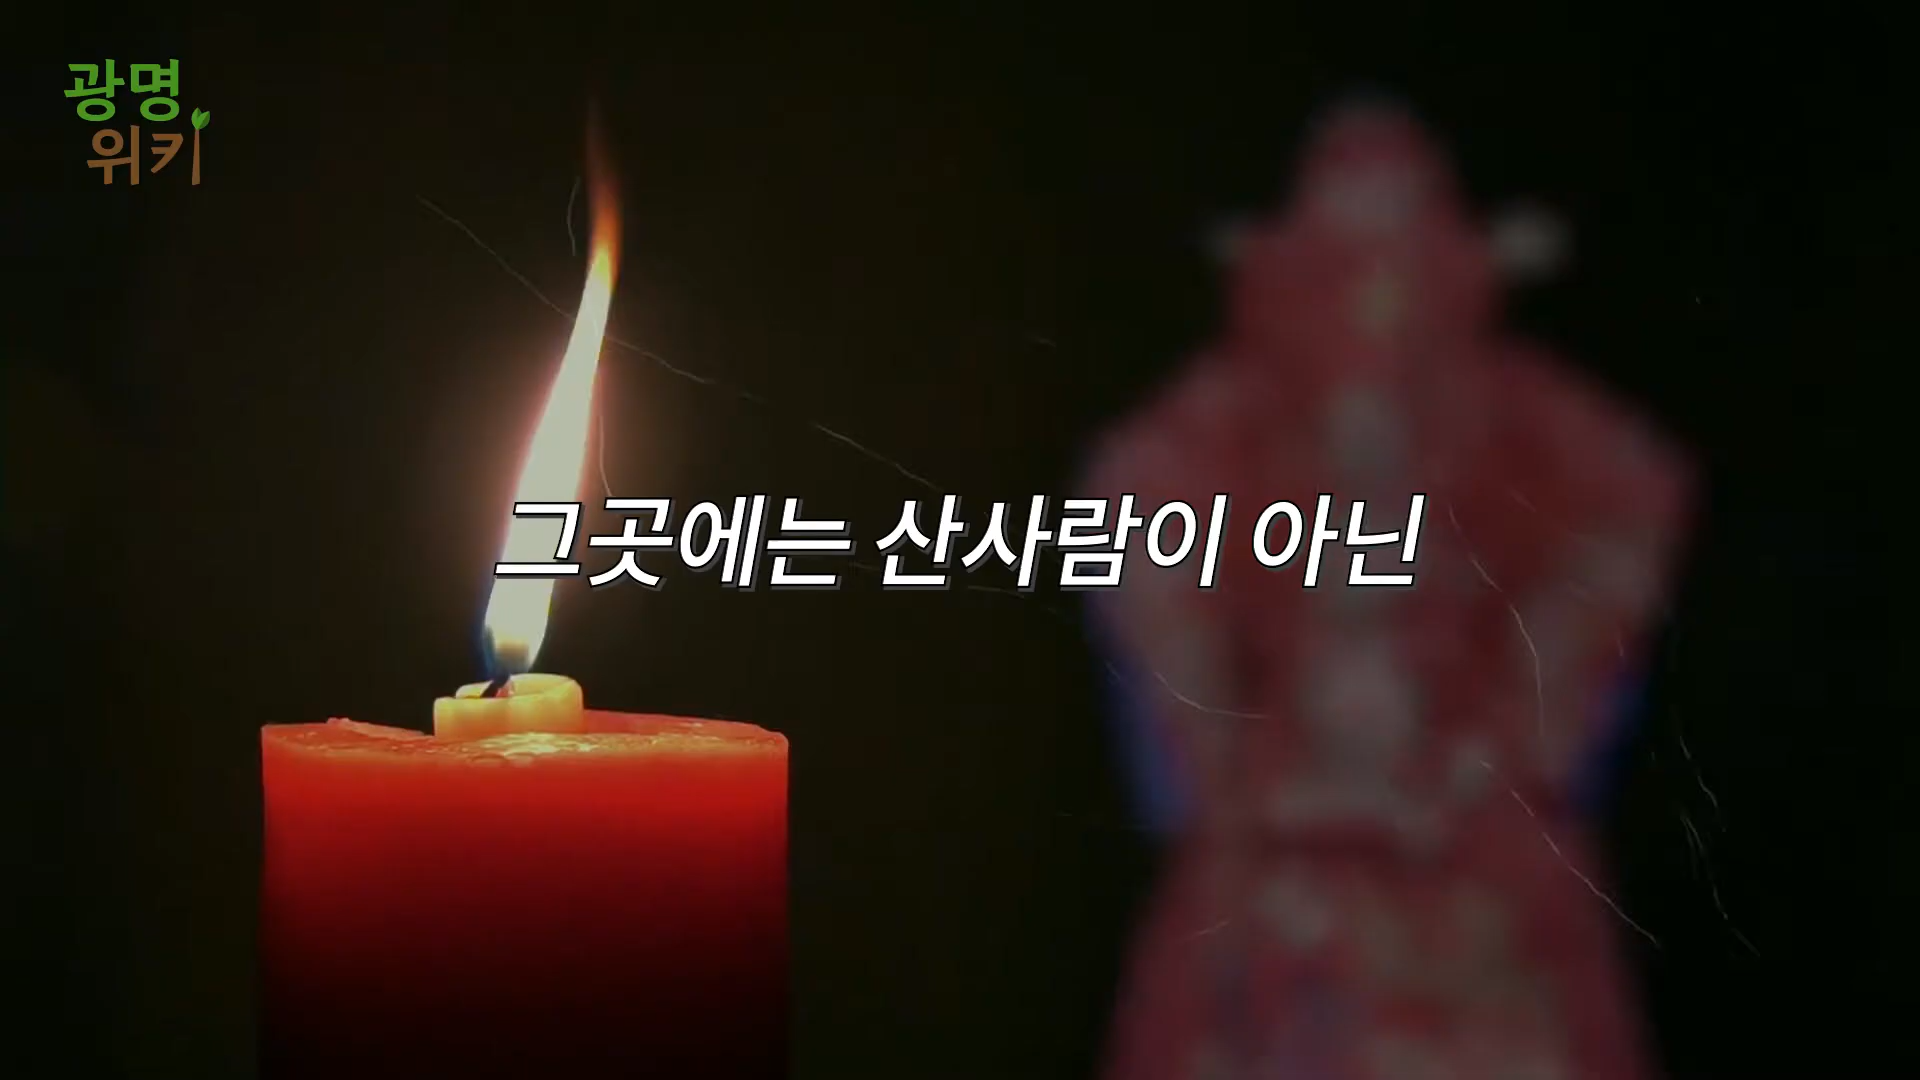 광명
위키
그곳에는 산사람이 아닌